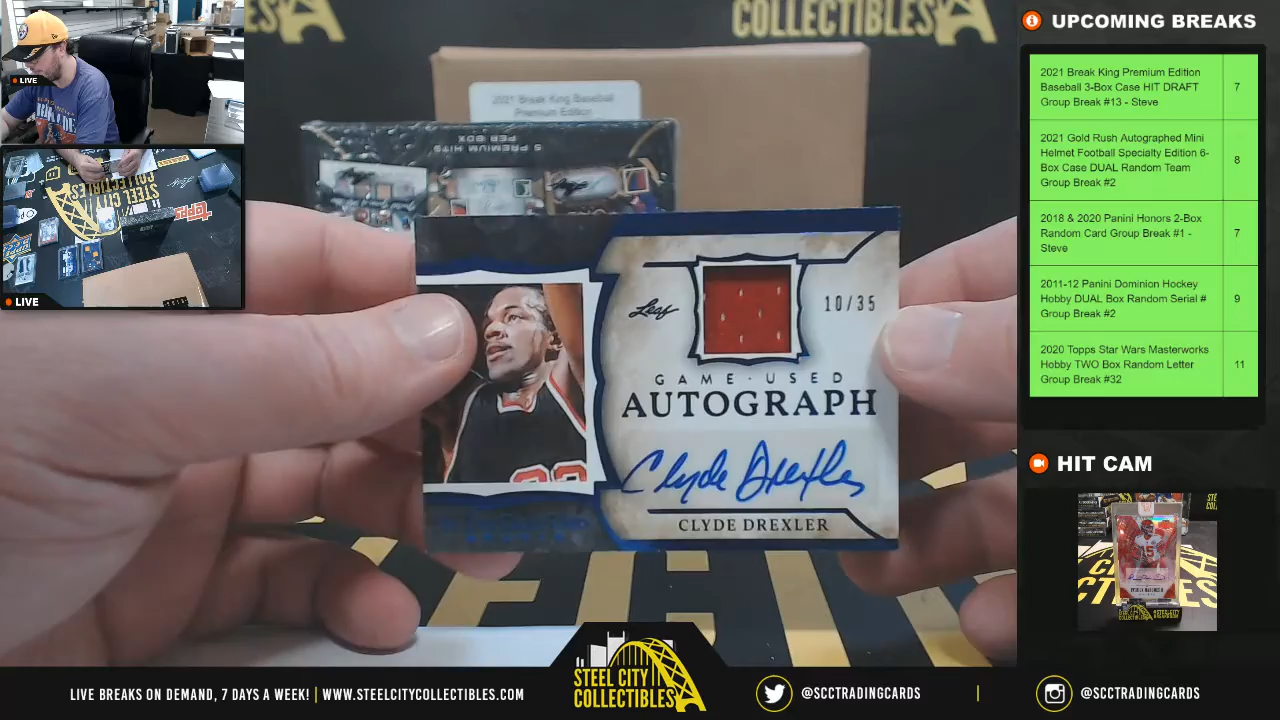 LIVE
COLLECTIBLES
2021 Break King Baseball
Premium Edition
5 PREMIUM HITS
PER BOX
Leaf
10/35
GAME-USED
AUTOGRAPH
Clyde Drexler
CLYDE DREXLER
STEEL CITY
COLLECTIBLES
topps
LIVE
UPCOMING BREAKS
2021 Break King Premium Edition
Baseball 3-Box Case HIT DRAFT
Group Break #13 - Steve
7
2021 Gold Rush Autographed Mini
Helmet Football Specialty Edition 6-
Box Case DUAL Random Team
Group Break #2
8
2018 & 2020 Panini Honors 2-Box
Random Card Group Break #1 -
Steve
7
2011-12 Panini Dominion Hockey
Hobby DUAL Box Random Serial #
Group Break #2
9
2020 Topps Star Wars Masterworks
Hobby TWO Box Random Letter
Group Break #32
11
HIT CAM
15
LIVE BREAKS ON DEMAND, 7 DAYS A WEEK! | WWW.STEELCITYCOLLECTIBLES.COM
STEEL CITY
COLLECTIBLES
@SCCTRADINGCARDS
@SCCTRADINGCARDS